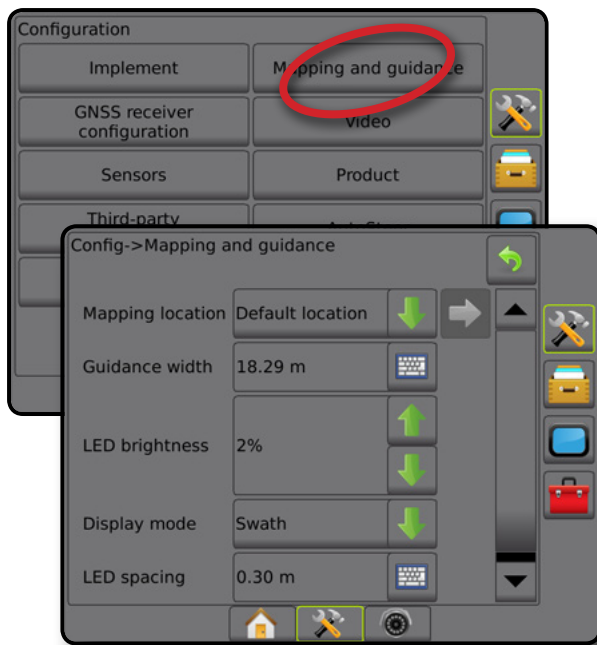 Configuration
Implement
Mapping and guidance
GNSS receiver
configuration
Video
Sensors
Product
Third-party
Config->Mapping and guidance
Mapping location
Default location
Guidance width
18.29 m
LED brightness
2%
Display mode
Swath
LED spacing
0.30 m